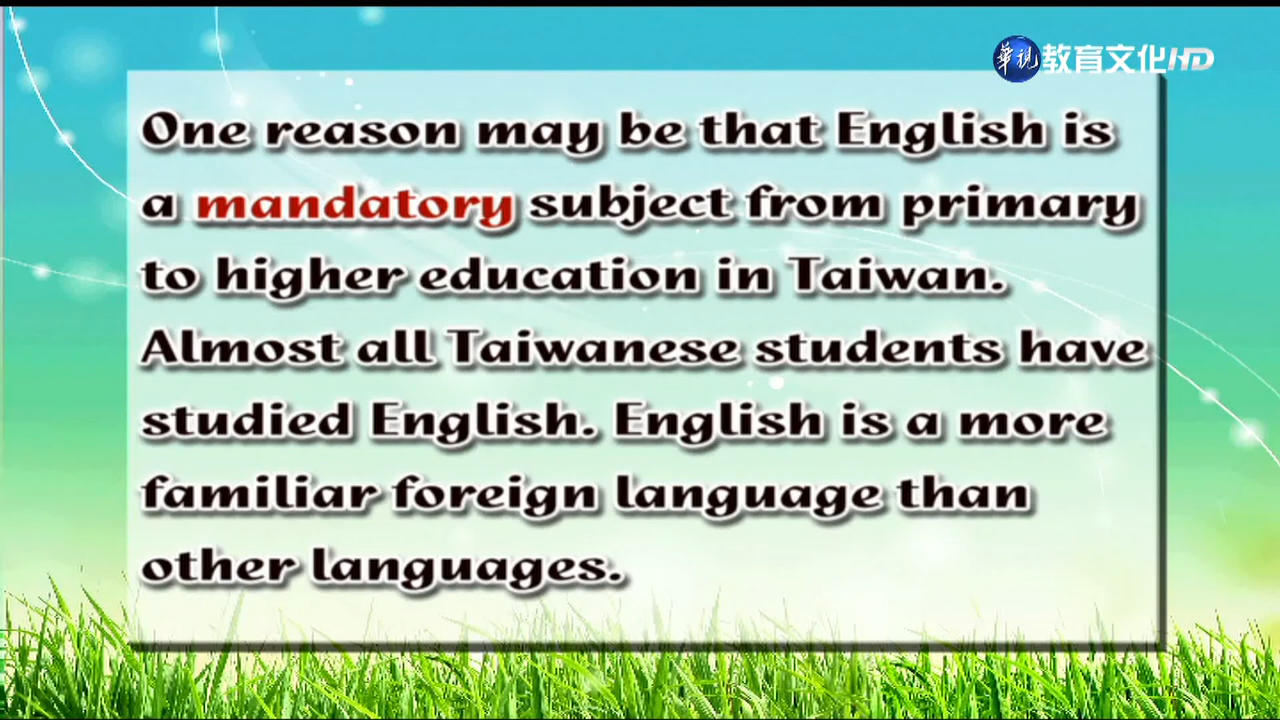 華視 教育文化HD
One reason may be that English is
a mandatory subject from primary
to higher education in Taiwan.
Almost all Taiwanese students have
studied English. English is a more
familiar foreign language than
other languages.